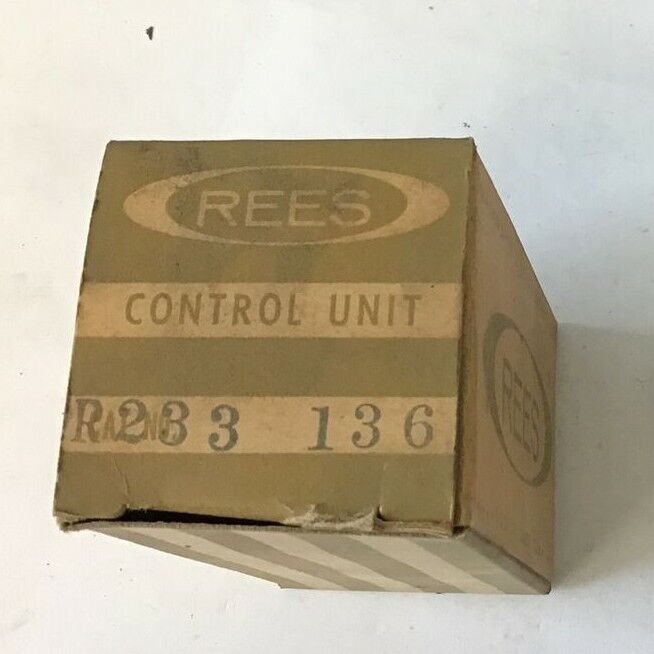 REES
CONTROL UNIT
R233 136
REES